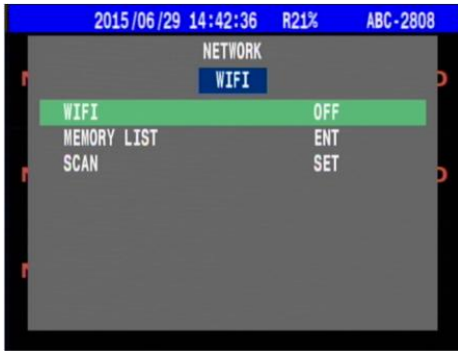 2015/06/29 14:42:36 R21% ABC-2808
NETWORK
WIFI
WIFI OFF
MEMORY LIST ENT
SCAN SET